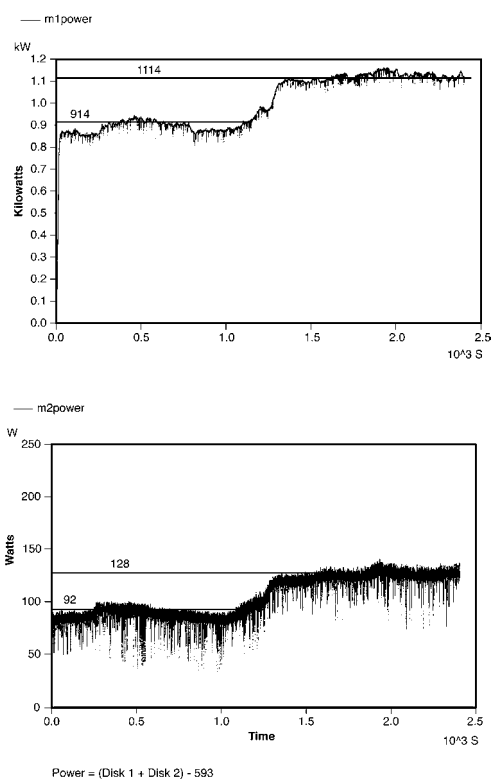 m1power
kW
1.2
1114
1.1
1.0
914
0.9
0.8
0.7
0.6
0.5
0.4
0.3
0.2
0.1
0.0
Kilowatts
0.0 0.5 1.0 1.5 2.0 2.5
10^3 S
m2power
W
250
200
150
128
100
92
50
0
Watts
0.0 0.5 1.0 1.5 2.0 2.5
Time
10^3 S
Power = (Disk 1 + Disk 2) - 593